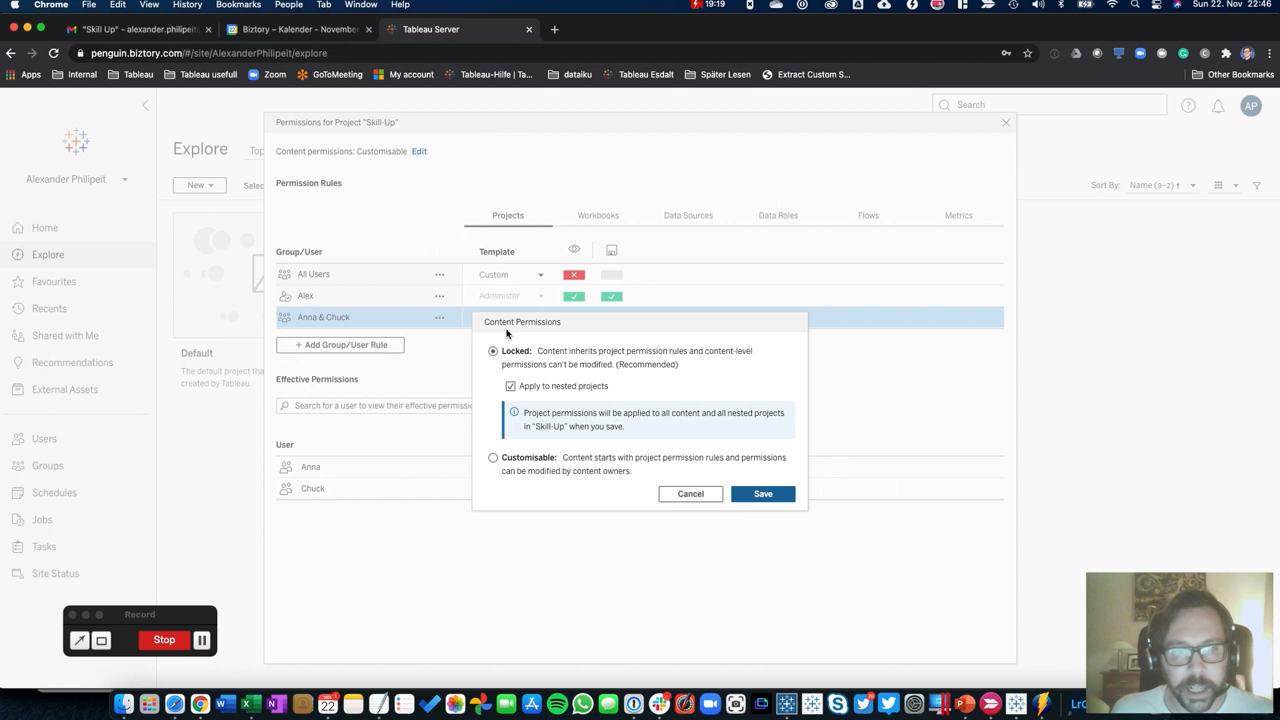 Chrome File Edit View History Bookmarks People Tab Window Help
19:19
Sun 22. Nov 22:46
"Skill Up" - alexander.philipeit
Biztory – Kalender - November
Tableau Server
penguin.biztory.com/#/site/AlexanderPhilipeit/explore
Apps Internal Tableau Tableau usefull Zoom GoToMeeting My account Tableau-Hilfe | Ta... dataiku Tableau Esdalt Später Lesen Extract Custom S... Other Bookmarks
Search
AP
Alexander Philipeit
Home
Explore
Favourites
Recents
Shared with Me
Recommendations
External Assets
Users
Groups
Schedules
Jobs
Tasks
Site Status
Explore Top
New Selec
Sort By: Name (a–z) ↑
Default
The default project tha
created by Tableau.
Permissions for Project "Skill-Up"
Content permissions: Customisable Edit
Permission Rules
Projects Workbooks Data Sources Data Roles Flows Metrics
Group/User Template
All Users Custom
Alex Administer
Anna & Chuck
+ Add Group/User Rule
Effective Permissions
Search for a user to view their effective permissio
User
Anna
Chuck
Content Permissions
Locked: Content inherits project permission rules and content-level
permissions can't be modified. (Recommended)
Apply to nested projects
Project permissions will be applied to all content and all nested projects
in "Skill-Up" when you save.
Customisable: Content starts with project permission rules and permissions
can be modified by content owners.
Cancel Save
Record
Stop
NOV
22